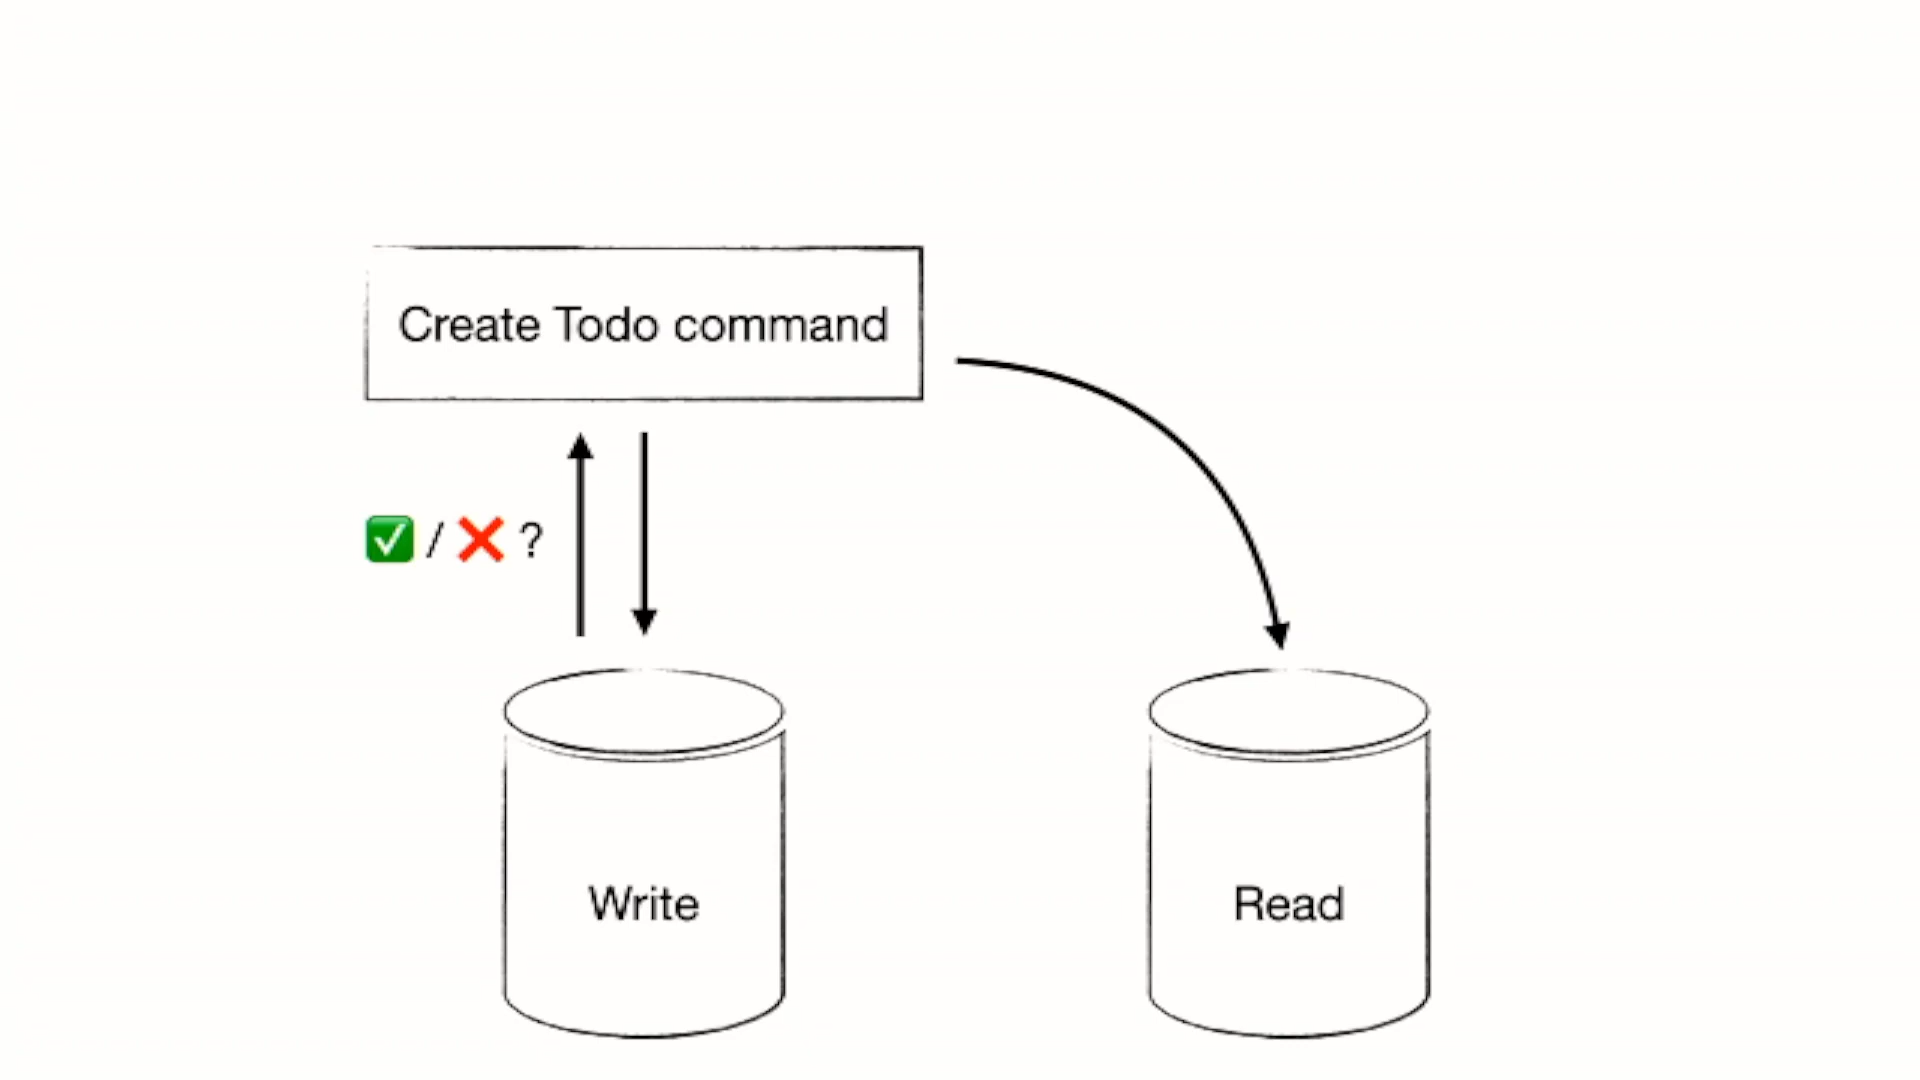 Create Todo command
✅ / ❌ ?
Write
Read